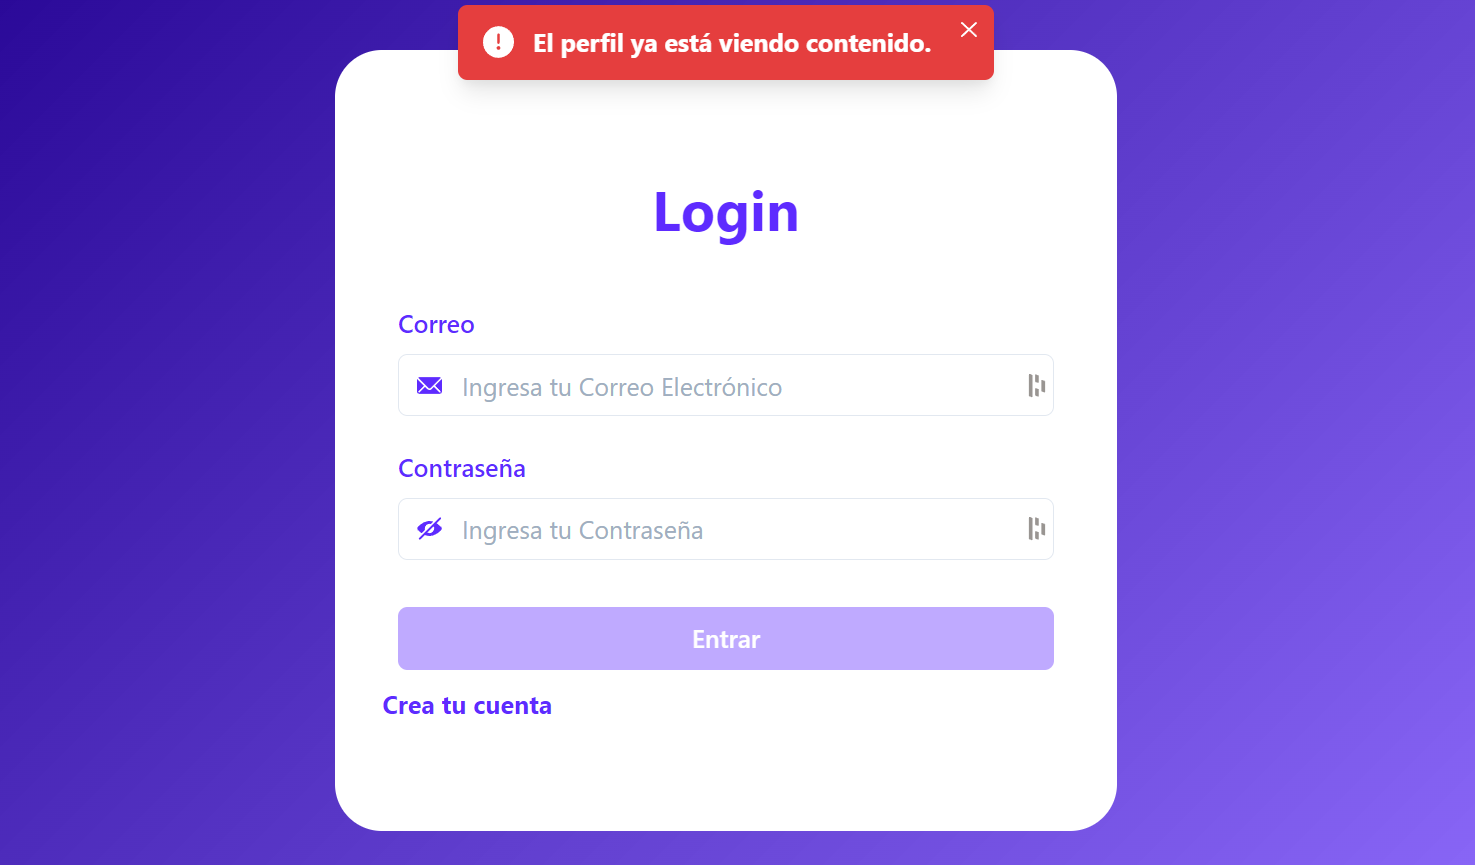 El perfil ya está viendo contenido.
Login
Correo
Ingresa tu Correo Electrónico
Contraseña
Ingresa tu Contraseña
Entrar
Crea tu cuenta